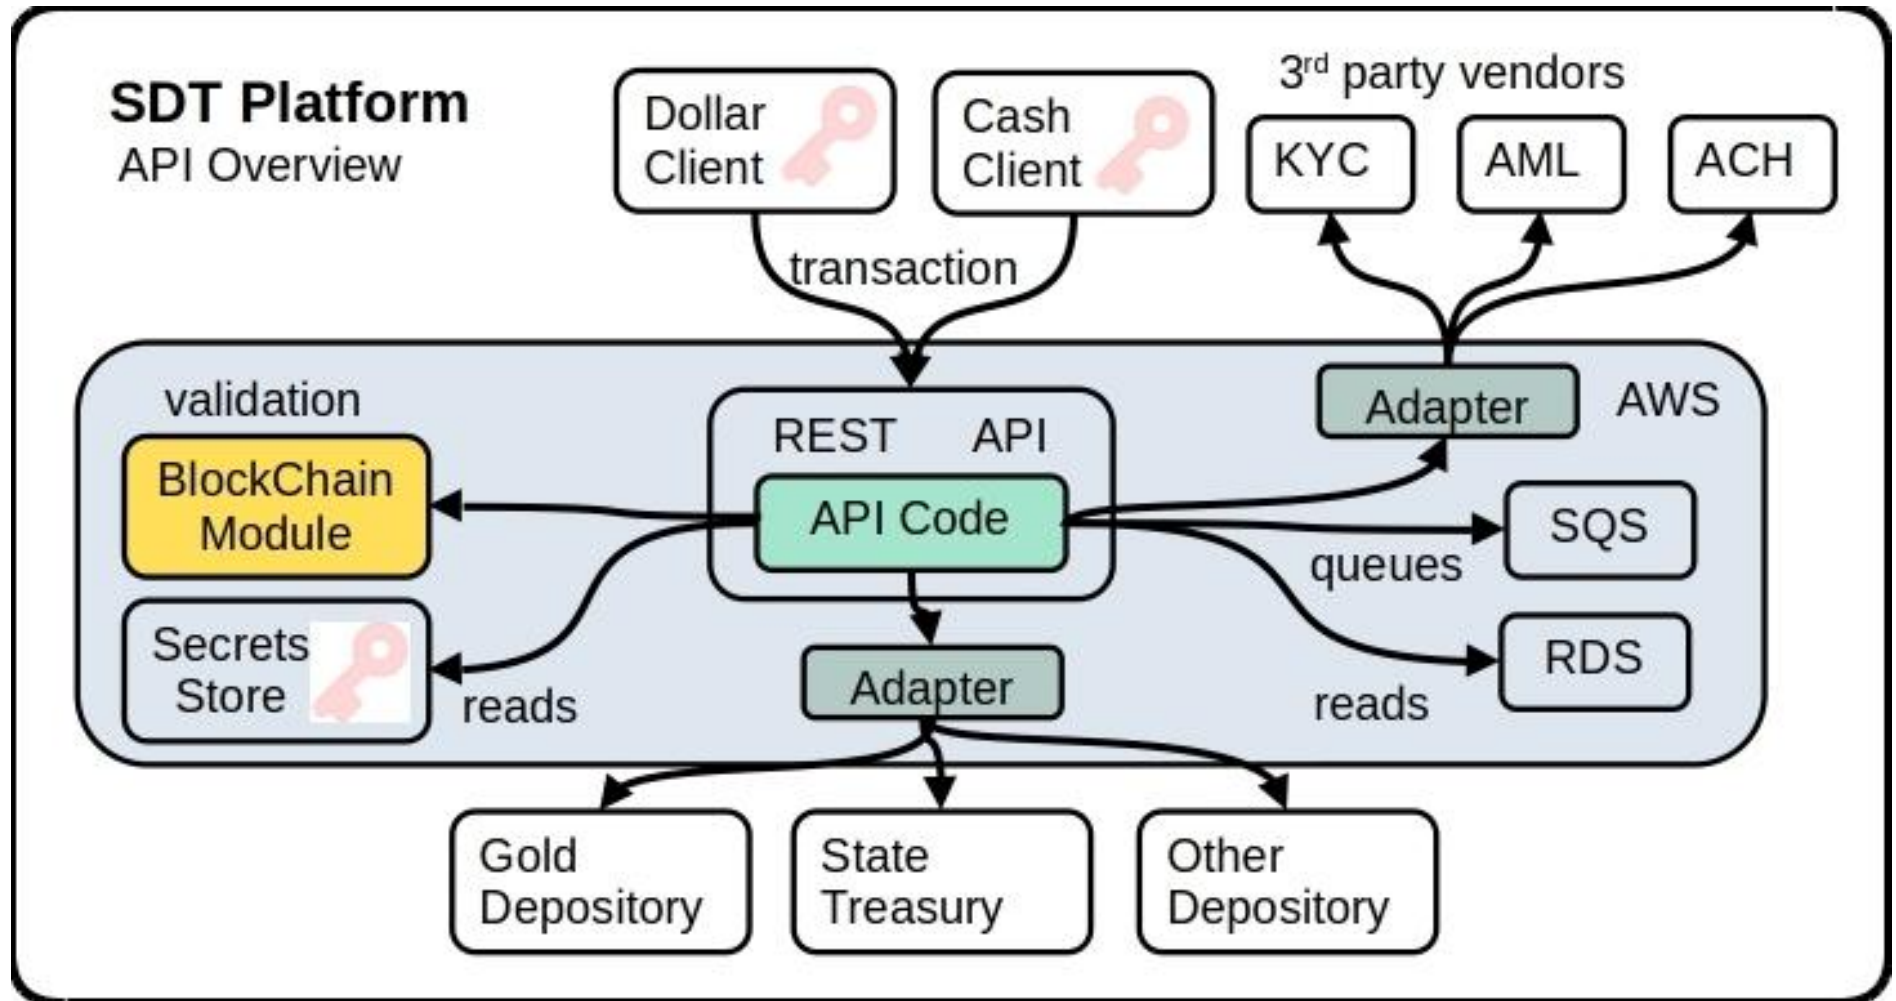 SDT Platform
API Overview
Dollar
Client
Cash
Client
3rd party vendors
KYC
AML
ACH
transaction
validation
BlockChain
Module
REST API
API Code
Adapter
AWS
SQS
queues
Secrets
Store
reads
Adapter
RDS
reads
Gold
Depository
State
Treasury
Other
Depository